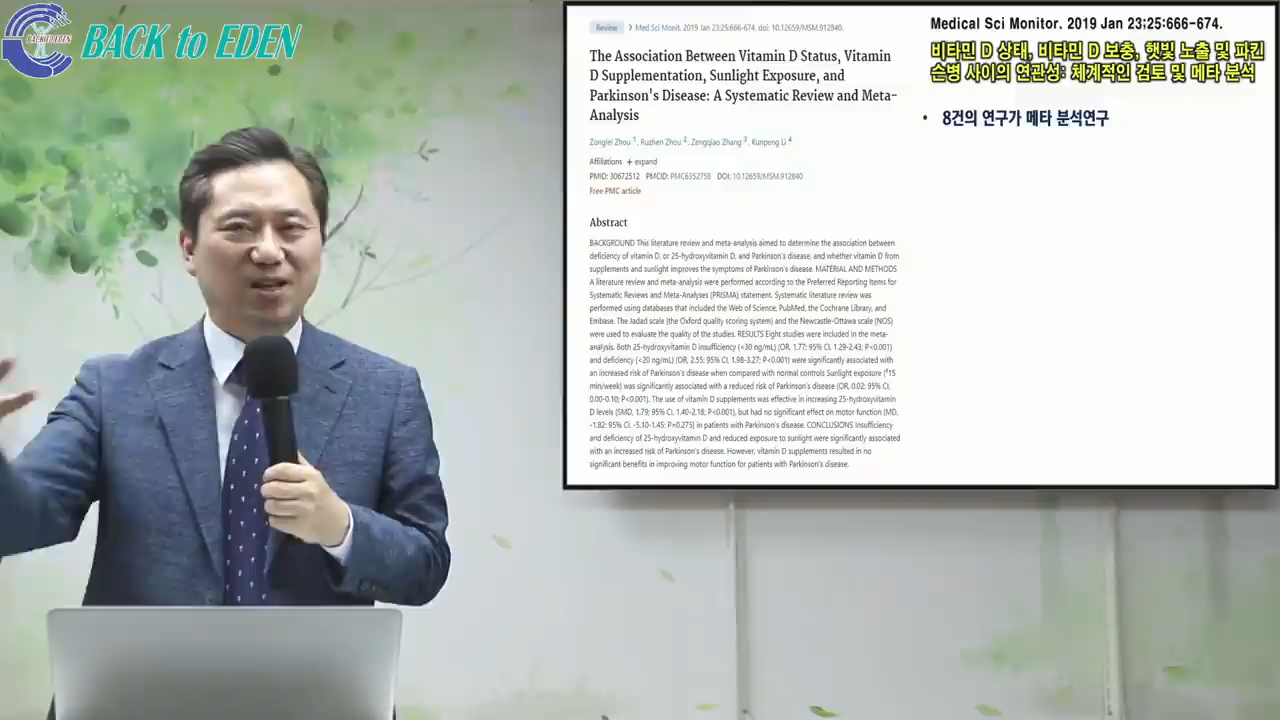 BACK TO EDEN
BACK to EDEN
Review > Med Sci Monit. 2019 Jan 23;25:666-674. doi: 10.12659/MSM.912840.
The Association Between Vitamin D Status, Vitamin
D Supplementation, Sunlight Exposure, and
Parkinson's Disease: A Systematic Review and Meta-
Analysis
Zonglei Zhou 1, Ruzhen Zhou 2, Zengqiao Zhang 3, Kunpeng Li 4
Affiliations + expand
PMID: 30672512 PMCID: PMC6352758 DOI: 10.12659/MSM.912840
Free PMC article
Abstract
BACKGROUND This literature review and meta-analysis aimed to determine the association between
deficiency of vitamin D, or 25-hydroxyvitamin D, and Parkinson's disease, and whether vitamin D from
supplements and sunlight improves the symptoms of Parkinson's disease. MATERIAL AND METHODS
A literature review and meta-analysis were performed according to the Preferred Reporting Items for
Systematic Reviews and Meta-Analyses (PRISMA) statement. Systematic literature review was
performed using databases that included the Web of Science, PubMed, the Cochrane Library, and
Embase. The Jadad scale (the Oxford quality scoring system) and the Newcastle-Ottawa scale (NOS)
were used to evaluate the quality of the studies. RESULTS Eight studies were included in the meta-
analysis. Both 25-hydroxyvitamin D insufficiency (<30 ng/mL) (OR, 1.77; 95% CI, 1.29-2.43; P<0.001)
and deficiency (<20 ng/mL) (OR, 2.55; 95% CI, 1.98-3.27; P<0.001) were significantly associated with
an increased risk of Parkinson's disease when compared with normal controls Sunlight exposure (15
min/week) was significantly associated with a reduced risk of Parkinson's disease (OR, 0.02; 95% CI,
0.00-0.10; P<0.001). The use of vitamin D supplements was effective in increasing 25-hydroxyvitamin
D levels (SMD, 1.79; 95% CI, 1.40-2.18; P<0.001), but had no significant effect on motor function (MD,
-1.82; 95% CI, -5.10-1.45; P=0.275) in patients with Parkinson's disease. CONCLUSIONS Insufficiency
and deficiency of 25-hydroxyvitamin D and reduced exposure to sunlight were significantly associated
with an increased risk of Parkinson's disease. However, vitamin D supplements resulted in no
significant benefits in improving motor function for patients with Parkinson's disease.
Medical Sci Monitor. 2019 Jan 23;25:666-674.
비타민 D 상태, 비타민 D 보충, 햇빛 노출 및 파킨
슨병 사이의 연관성: 체계적인 검토 및 메타 분석
• 8건의 연구가 메타 분석연구